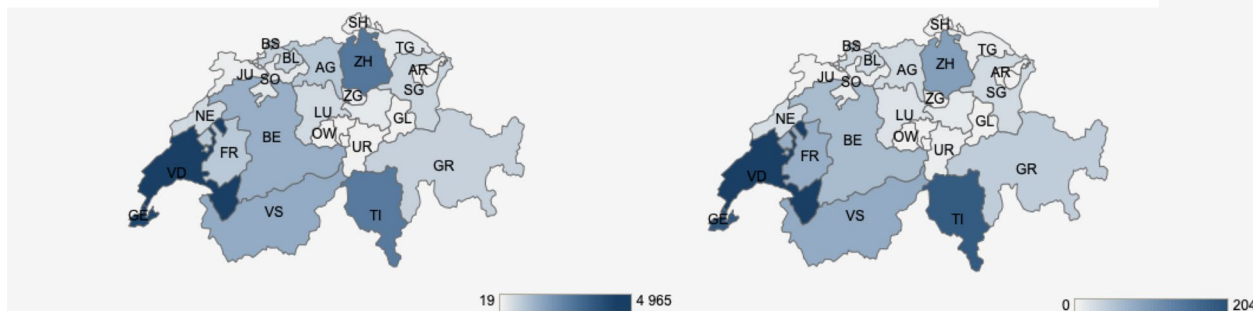 SH SH
BS TG BS TG
BL ZH AR BL ZH AR
JU SO AG SG JU SO AG SG
ZG ZG
NE LU GL NE LU GL
BE OW BE OW
FR UR FR UR
VD GR VD GR
GE VS TI GE VS TI
19 4 965 0 204